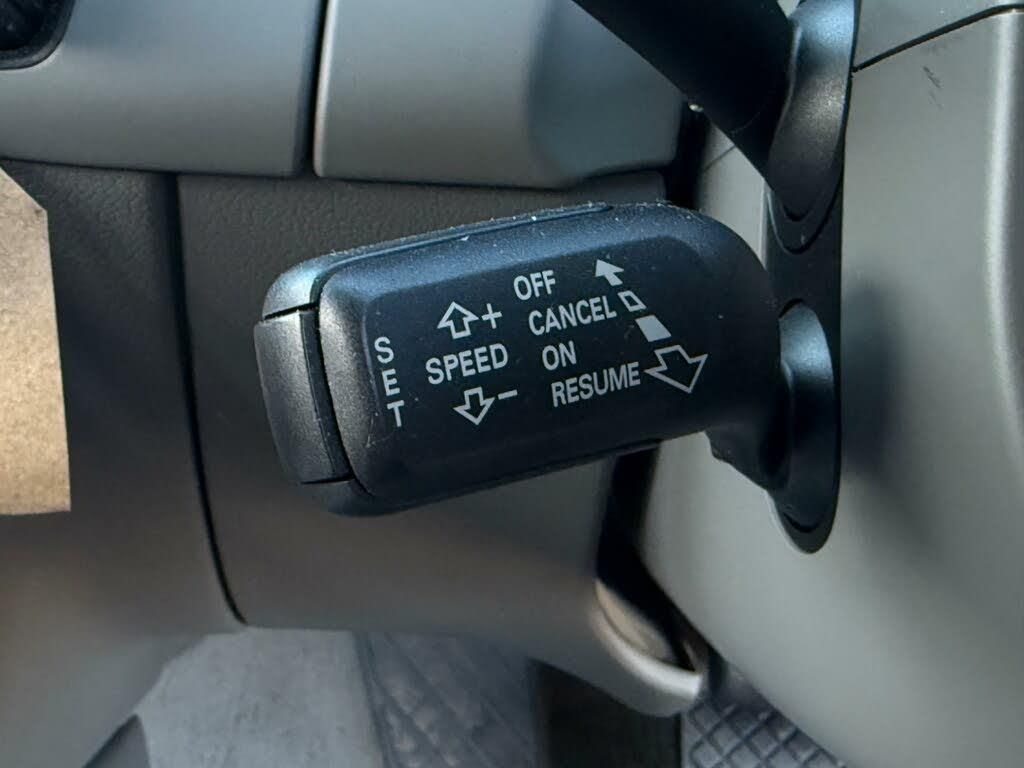 SET
+
SPEED
-
OFF
CANCEL
ON
RESUME